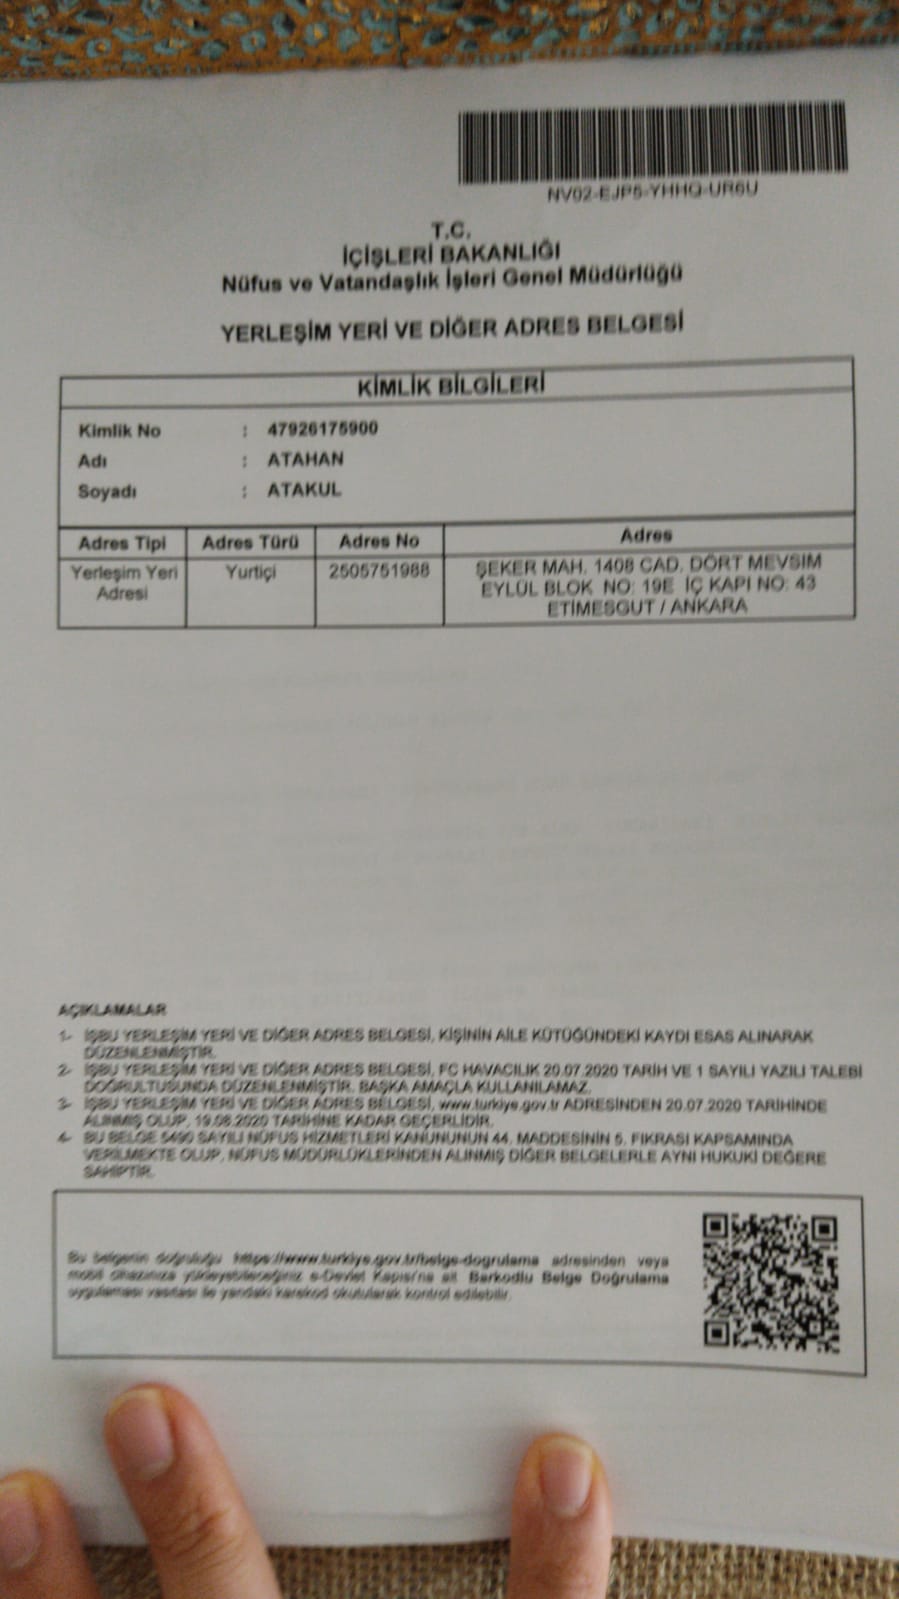 NV02-EJP5-YHHQ-UR6U
T.C.
İÇİŞLERİ BAKANLIĞI
Nüfus ve Vatandaşlık İşleri Genel Müdürlüğü
YERLEŞİM YERİ VE DİĞER ADRES BELGESİ
KİMLİK BİLGİLERİ
Kimlik No : 47926175900
Adı : ATAHAN
Soyadı : ATAKUL
Adres Tipi Adres Türü Adres No Adres
Yerleşim Yeri Adresi Yurtiçi 2505751988 ŞEKER MAH. 1408 CAD. DÖRT MEVSİM
EYLÜL BLOK NO: 19E İÇ KAPI NO: 43
ETİMESGUT / ANKARA
AÇIKLAMALAR
1- İŞBU YERLEŞİM YERİ VE DİĞER ADRES BELGESİ, KİŞİNİN AİLE KÜTÜĞÜNDEKİ KAYDI ESAS ALINARAK
DÜZENLENMİŞTİR.
2- İŞBU YERLEŞİM YERİ VE DİĞER ADRES BELGESİ, FC HAVACILIK 20.07.2020 TARİH VE 1 SAYILI YAZILI TALEBİ
DOĞRULTUSUNDA DÜZENLENMİŞTİR. BAŞKA AMAÇLA KULLANILAMAZ.
3- İŞBU YERLEŞİM YERİ VE DİĞER ADRES BELGESİ, www.turkiye.gov.tr ADRESİNDEN 20.07.2020 TARİHİNDE
ALINMIŞ OLUP, 19.08.2020 TARİHİNE KADAR GEÇERLİDİR.
4- BU BELGE 5490 SAYILI NÜFUS HİZMETLERİ KANUNUNUN 44. MADDESİNİN 5. FIKRASI KAPSAMINDA
VERİLMEKTE OLUP, NÜFUS MÜDÜRLÜKLERİNDEN ALINMIŞ DİĞER BELGELERLE AYNI HUKUKİ DEĞERE
SAHİPTİR.
Bu belgenin doğruluğu https://www.turkiye.gov.tr/belge-dogrulama adresinden veya
mobil cihazınıza yükleyebileceğiniz e-Devlet Kapısı'na ait Barkodlu Belge Doğrulama
uygulaması vasıtası ile yandaki karekod okutularak kontrol edilebilir.